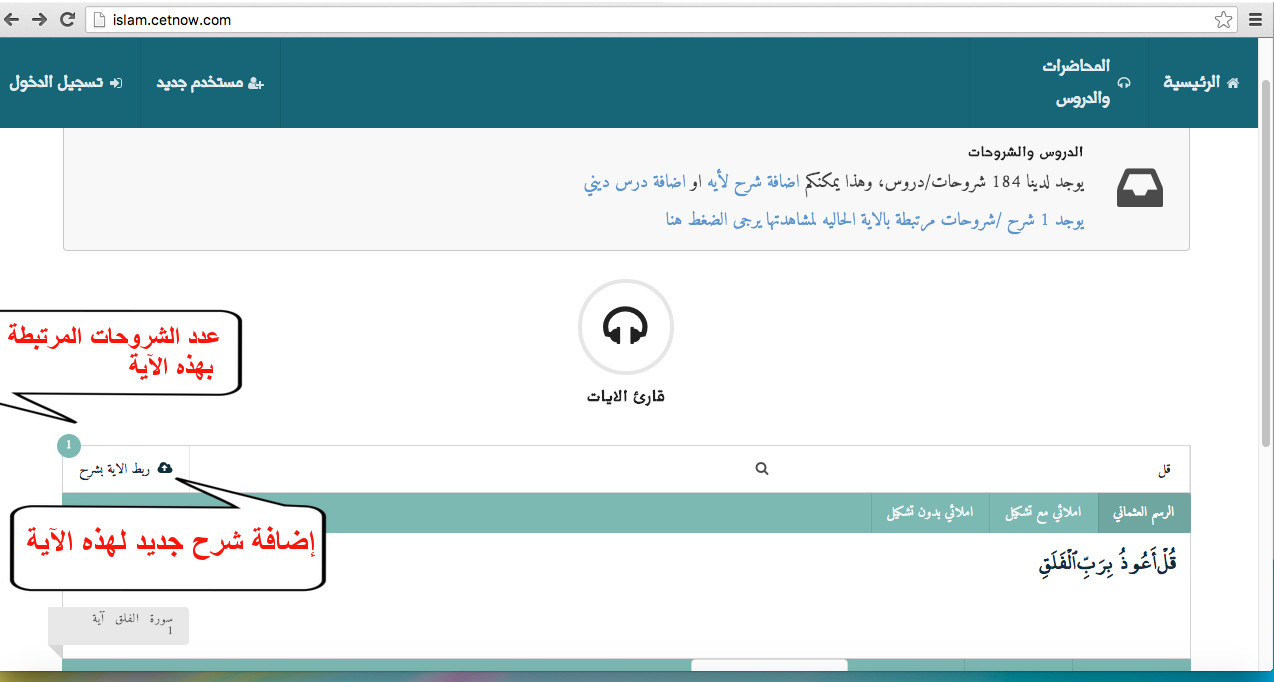 islam.cetnow.com
الرئيسية
المحاضرات
والدروس
مستخدم جديد
تسجيل الدخول
الدروس والشروحات
يوجد لدينا 184 شروحات/دروس، وهذا يمكنكم اضافة شرح لأيه او اضافة درس ديني
يوجد 1 شرح /شروحات مرتبطة بالاية الحاليه لمشاهدتها يرجى الضغط هنا
عدد الشروحات المرتبطة
بهذه الآية
قارئ الايات
1
قل
ربط الاية بشرح
الرسم العثماني
املائي مع تشكيل
املائي بدون تشكيل
إضافة شرح جديد لهذه الآية
قُلْ أَعُوذُ بِرَبِّ ٱلْفَلَقِ
سورة الفلق آية
1